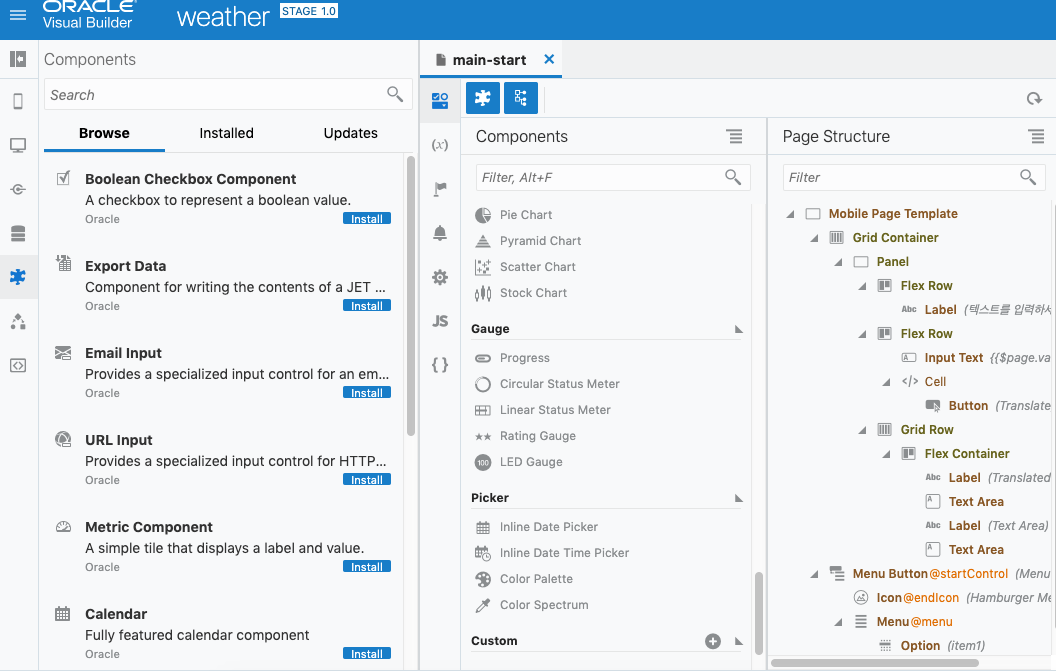 ORACLE
Visual Builder
weather STAGE 1.0
Components
Search
Browse Installed Updates
Boolean Checkbox Component
A checkbox to represent a boolean value.
Oracle Install
Export Data
Component for writing the contents of a JET ...
Oracle Install
Email Input
Provides a specialized input control for an em...
Oracle Install
URL Input
Provides a specialized input control for HTTP...
Oracle Install
Metric Component
A simple tile that displays a label and value.
Oracle Install
Calendar
Fully featured calendar component
Oracle Install
main-start
(x)
JS
{ }
Components
Filter, Alt+F
Pie Chart
Pyramid Chart
Scatter Chart
Stock Chart
Gauge
Progress
Circular Status Meter
Linear Status Meter
Rating Gauge
100 LED Gauge
Picker
Inline Date Picker
Inline Date Time Picker
Color Palette
Color Spectrum
Custom
Page Structure
Filter
Mobile Page Template
Grid Container
Panel
Flex Row
Abc Label (텍스트를 입력하세
Flex Row
Input Text {{$page.va
</> Cell
Button (Translate
Grid Row
Flex Container
Abc Label (Translated
Text Area
Abc Label (Text Area)
Text Area
Menu Button@startControl (Menu
Icon@endIcon (Hamburger Me
Menu@menu
Option (item1)